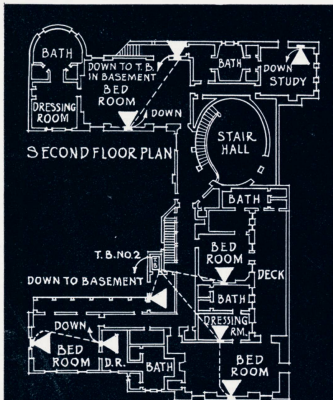 BATH
DOWN TO T.B.
IN BASEMENT
BED
ROOM
DOWN
BATH
DOWN
STUDY
DRESSING
ROOM
STAIR
HALL
SECOND FLOOR PLAN
BATH
T.B. NO. 2
DOWN TO BASEMENT
BED
ROOM
DECK
BATH
DRESSING
RM.
DOWN
BED
ROOM
D.R.
BATH
BED
ROOM